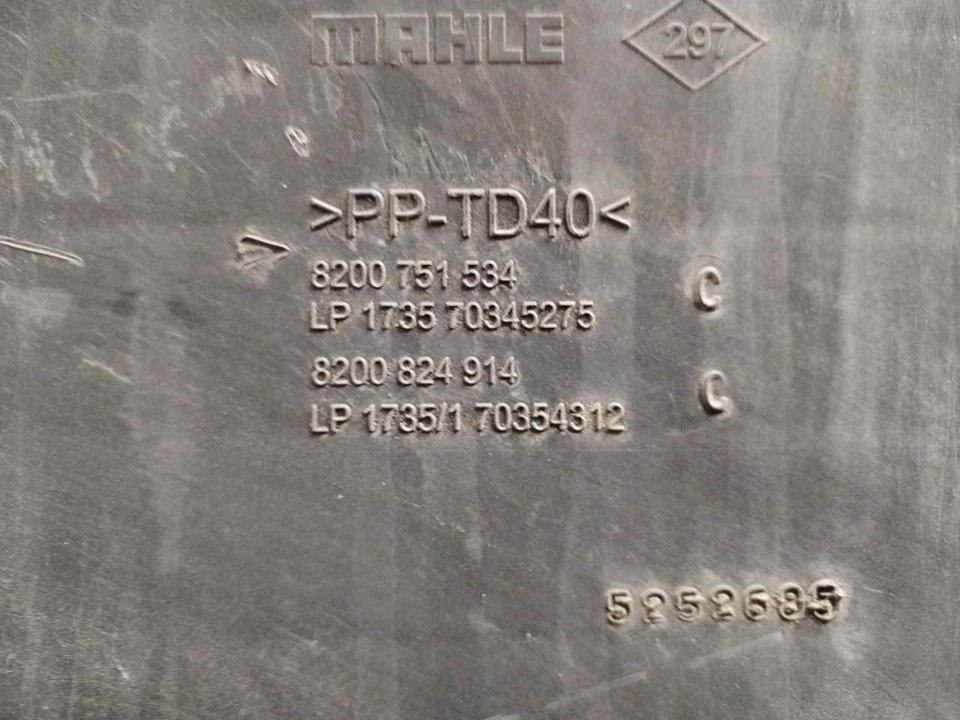 MAHLE 297
>PP-TD40<
8200 751 534 C
LP 1735 70345275
8200 824 914 C
LP 1735/1 70354312
5252685